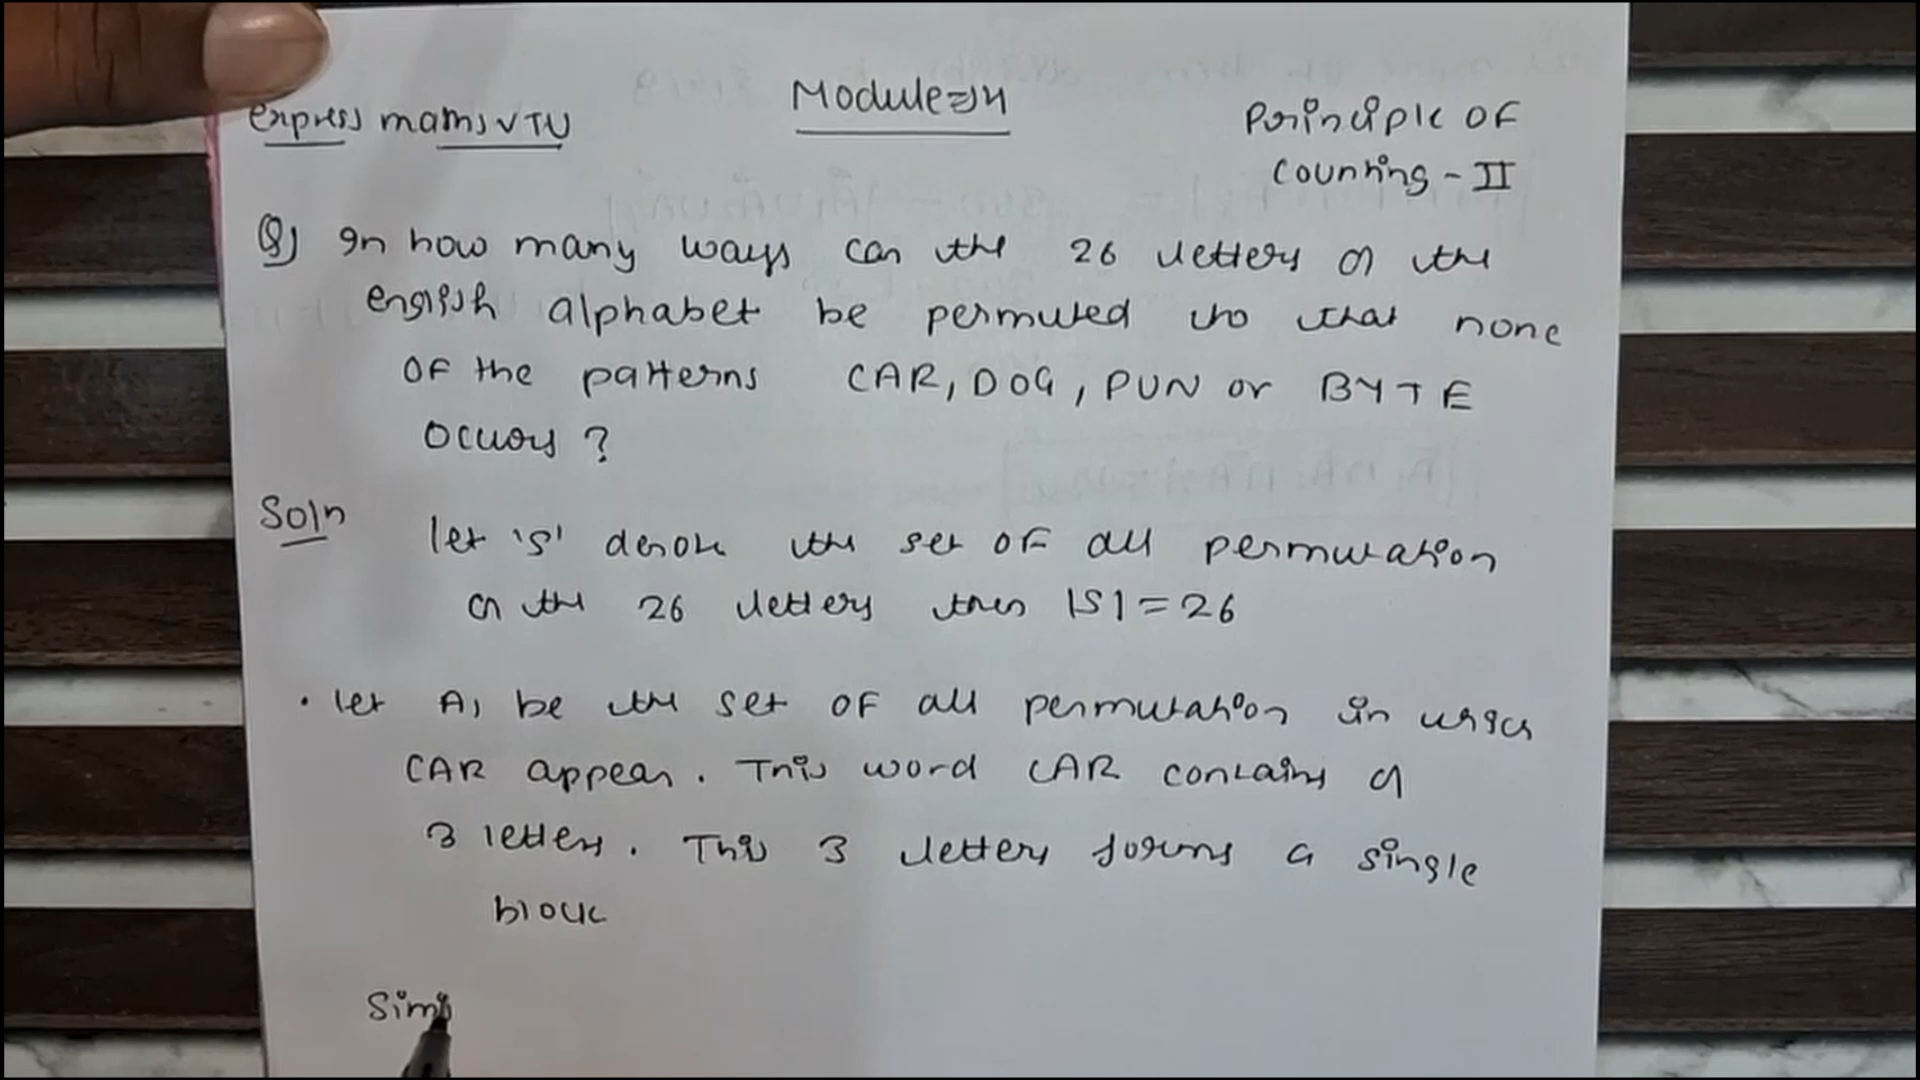 express maths VTU
Module ⇒ 4
Principle OF
Counting - II
Q) In how many ways can the 26 letters of the
english alphabet be permuted so that none
OF the patterns CAR, DOG, PUN or BYTE
occurs ?
Soln
let 's' denote the set OF all permutation
of the 26 letters then |S| = 26
· let A1 be the set OF all permutation in which
CAR appear. This word CAR contains of
3 letters. This 3 letters forms a single
block
Simi